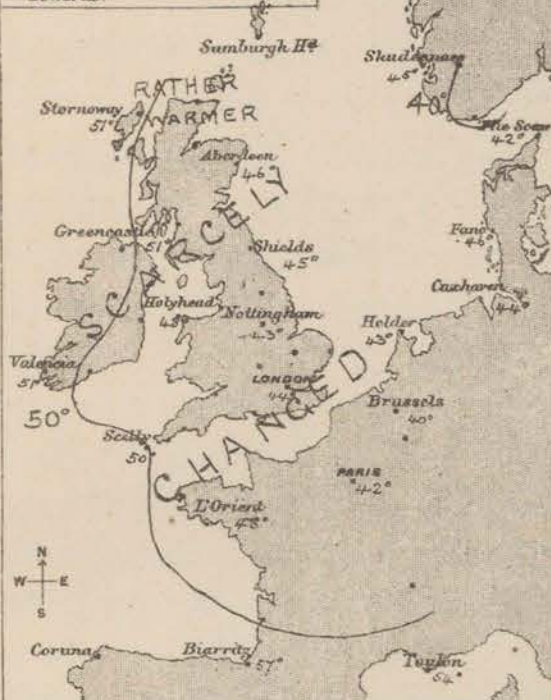 Sumburgh Hd
Skudesnaes
45°
RATHER
WARMER
Stornoway
51°
40°
The Scaw
42°
Aberdeen
46°
SCARCELY
Greencastle
51°
Shields
45°
Fano
46°
Cuxhaven
44
Holyhead
48
Nottingham
43°
Helder
43°
Valencia
51°
LONDON
44
50°
CHANGED
Brussels
40°
Scilly
50
PARIS
42°
L'Orient
48°
N
W E
S
Coruna
Biarritz
57°
Toulon
54°